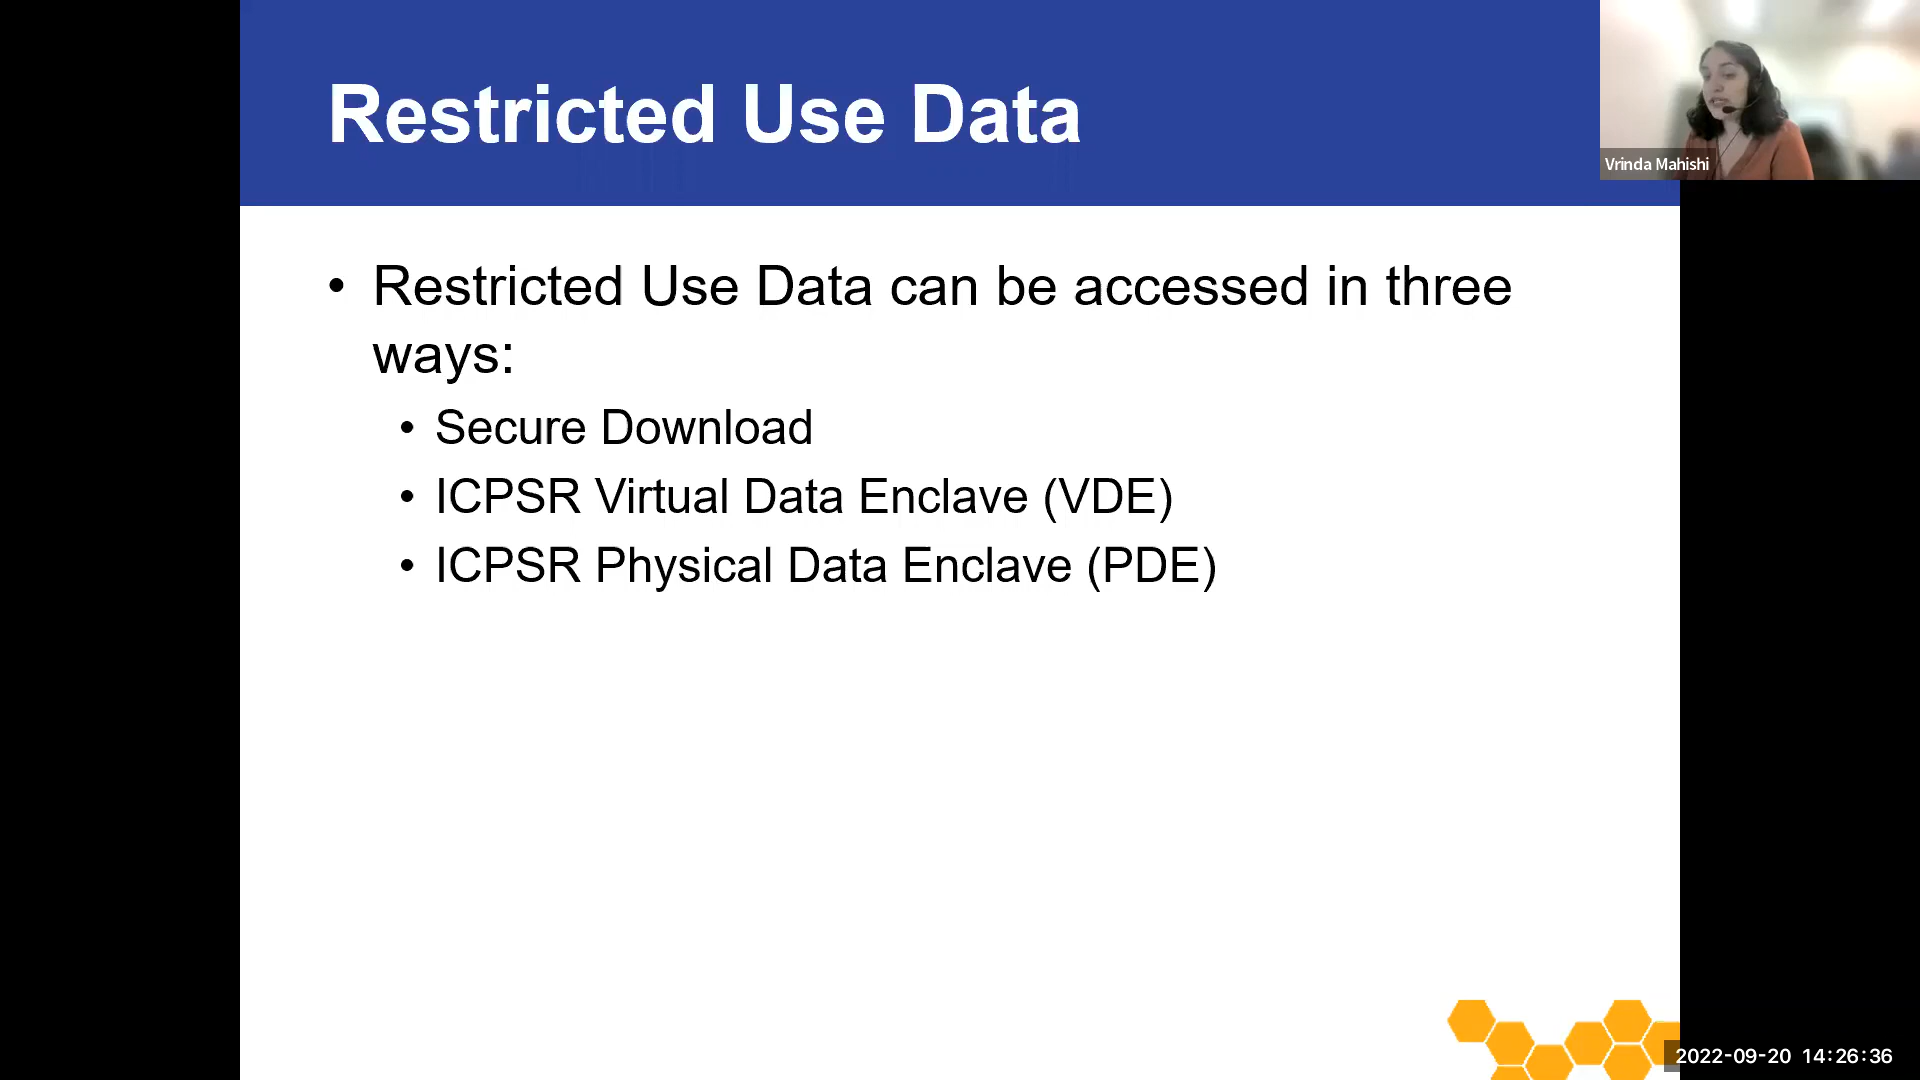 Restricted Use Data
Vrinda Mahishi
• Restricted Use Data can be accessed in three
ways:
• Secure Download
• ICPSR Virtual Data Enclave (VDE)
• ICPSR Physical Data Enclave (PDE)
2022-09-20 14:26:36